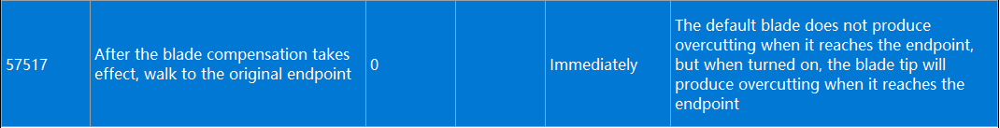 57517
After the blade compensation takes
effect, walk to the original endpoint
0
Immediately
The default blade does not produce
overcutting when it reaches the endpoint,
but when turned on, the blade tip will
produce overcutting when it reaches the
endpoint